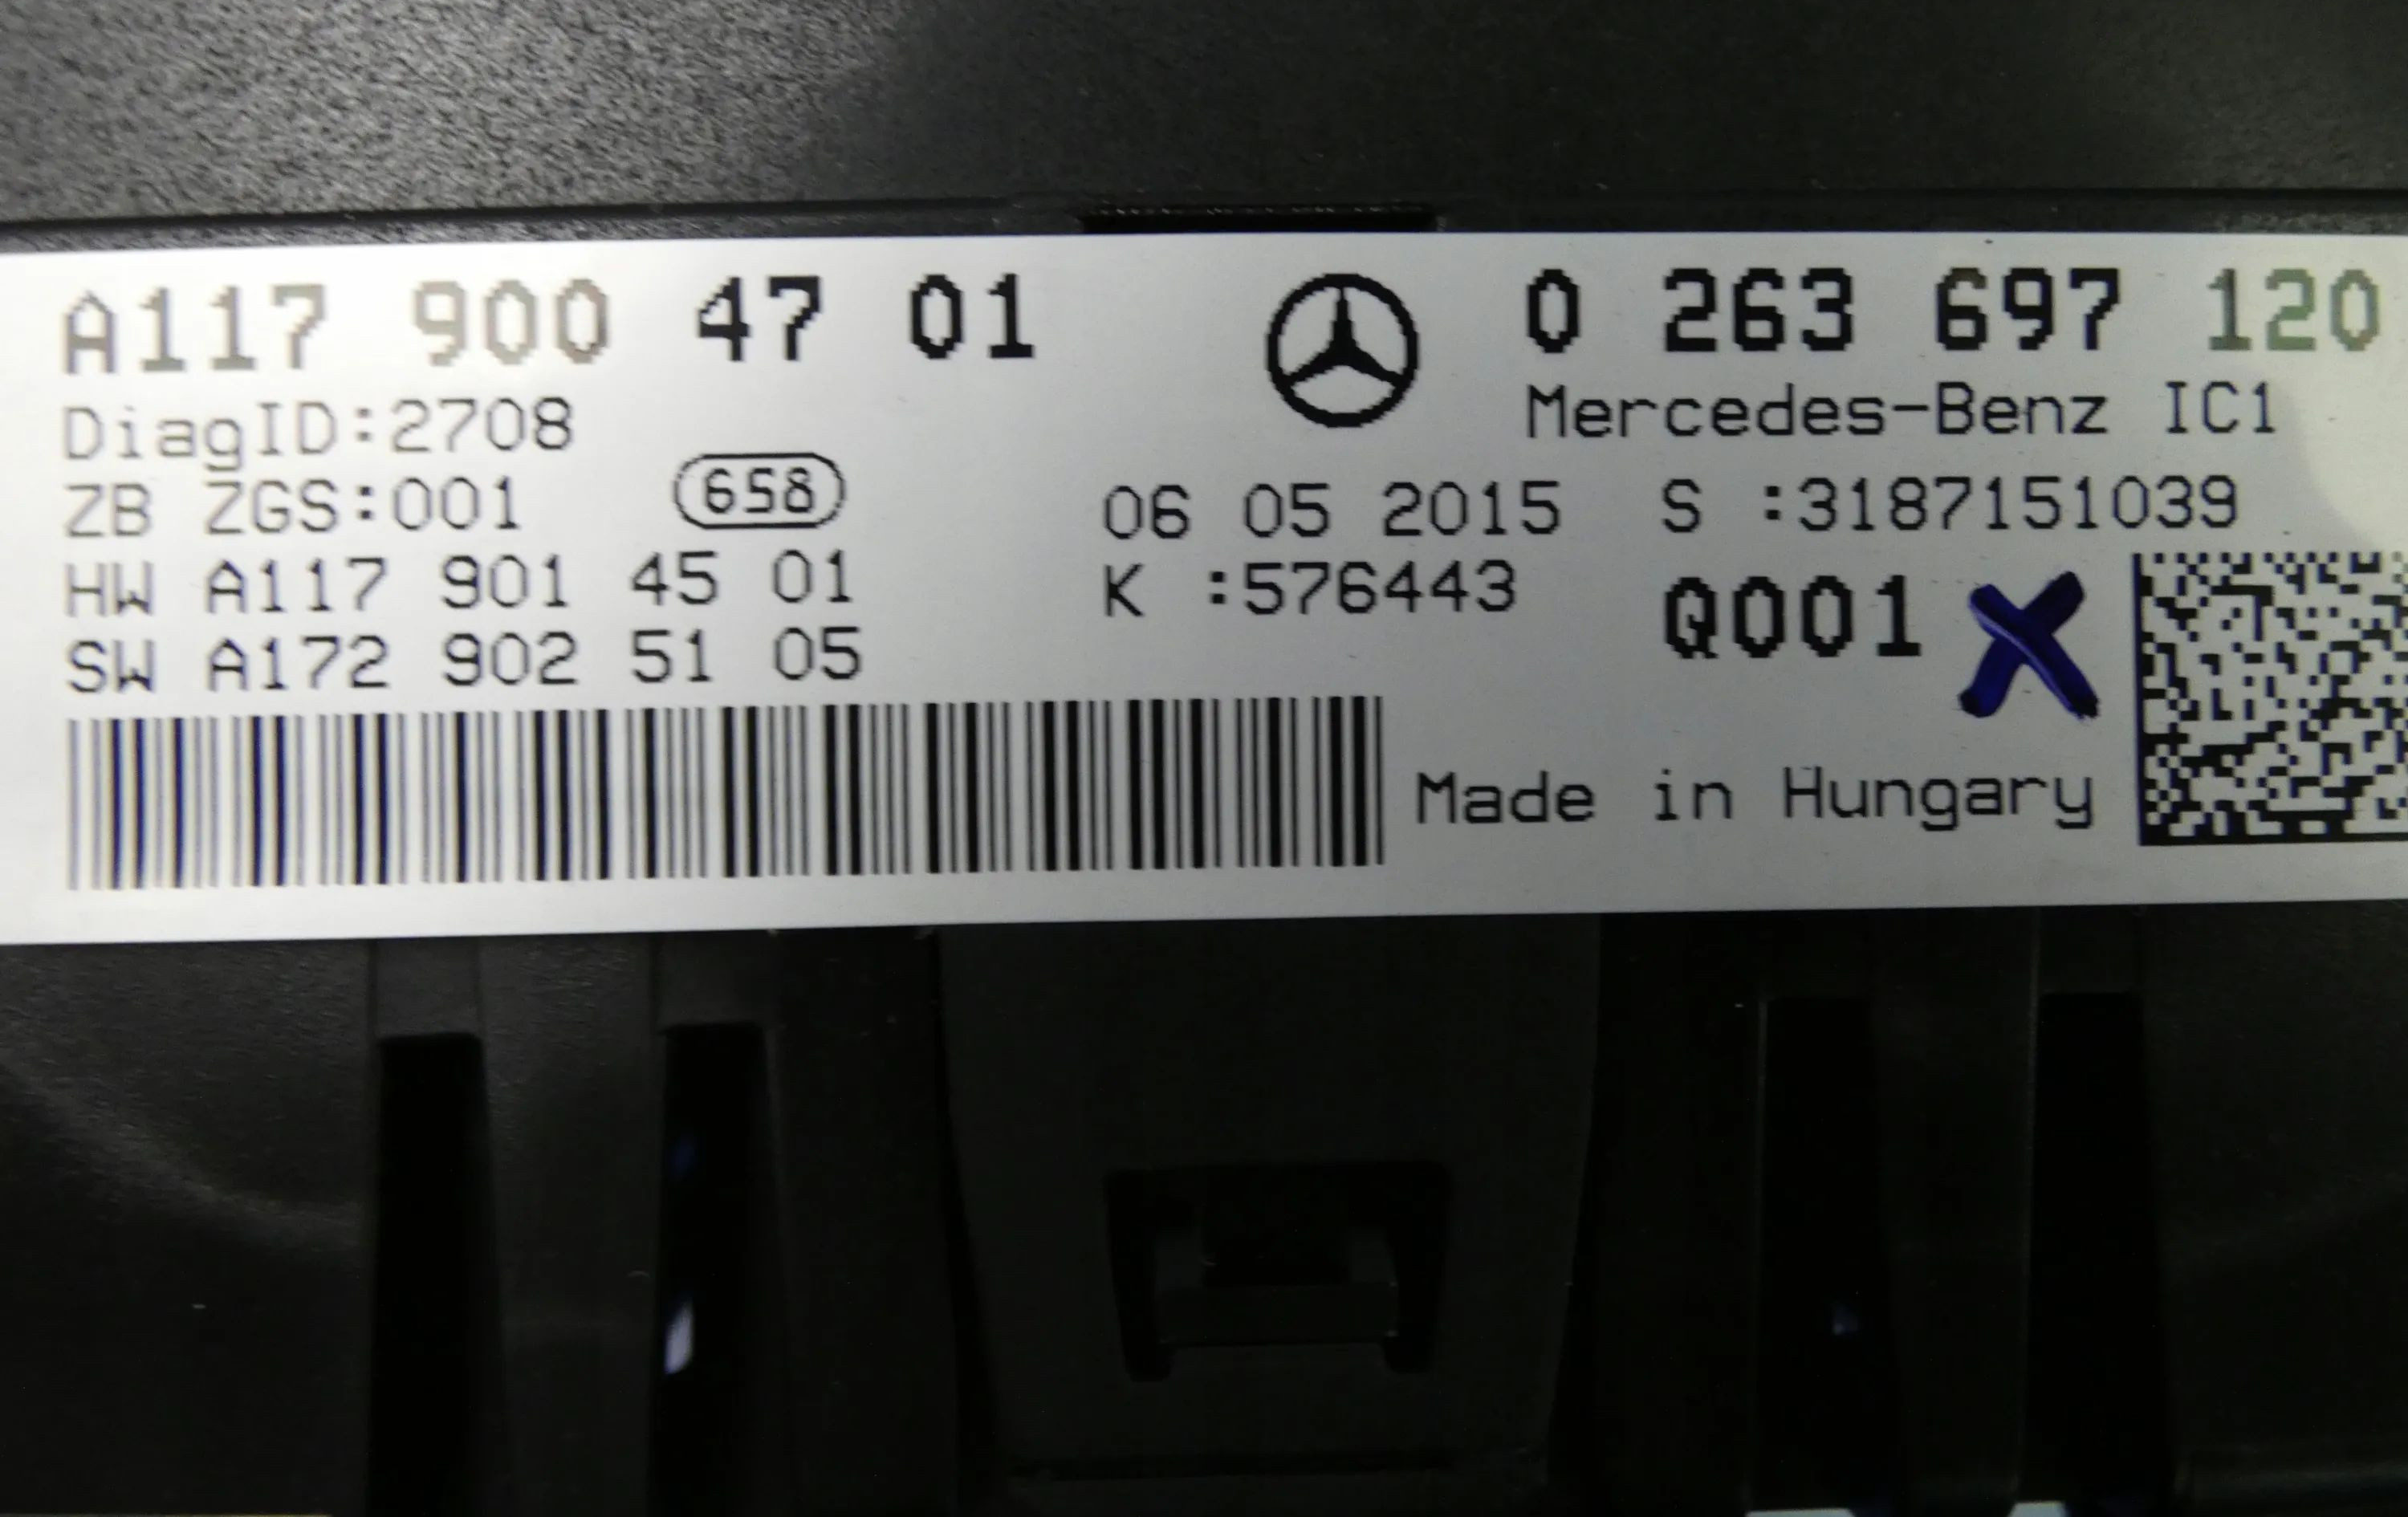 A117 900 47 01
0 263 697 120
DiagID:2708
Mercedes-Benz IC1
ZB ZGS:001
658
06 05 2015
S :3187151039
HW A117 901 45 01
K :576443
Q001
SW A172 902 51 05
Made in Hungary